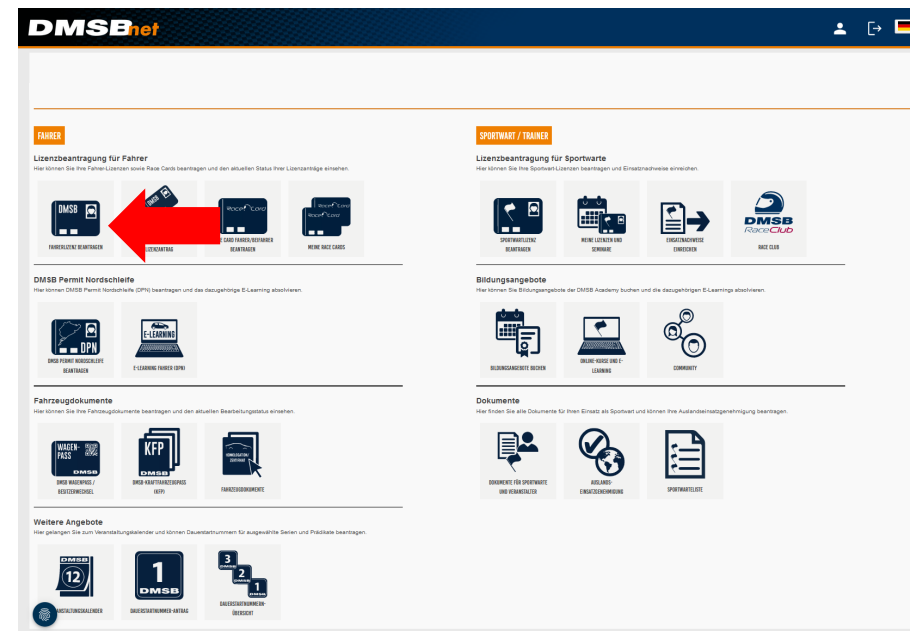 DMSBnet
FAHRER
Lizenzbeantragung für Fahrer
Hier können Sie Ihre Fahrer-Lizenzen sowie Race Cards beantragen und den aktuellen Status Ihrer Lizenzanträge einsehen.
DMSB
DMSB
Race Card
Race Card
Race Card
FAHRERLIZENZ BEANTRAGEN
LIZENZANTRAG
CARD FAHRER/BEIFAHRER
BEANTRAGEN
MEINE RACE CARDS
DMSB Permit Nordschleife
Hier können DMSB Permit Nordschleife (DPN) beantragen und das dazugehörige E-Learning absolvieren.
DPN
E-LEARNING
DMSB PERMIT NORDSCHLEIFE
BEANTRAGEN
E-LEARNING FAHRER (DPN)
Fahrzeugdokumente
Hier können Sie Ihre Fahrzeugdokumente beantragen und den aktuellen Bearbeitungsstatus einsehen.
WAGEN-
PASS
DMSB
KFP
DMSB
HOMOLOGATION/
ZERTIFIKAT
DMSB WAGENPASS /
BESITZERWECHSEL
DMSB-KRAFTFAHRZEUGPASS
(KFP)
FAHRZEUGDOKUMENTE
Weitere Angebote
Hier gelangen Sie zum Veranstaltungskalender und können Dauerstartnummern für ausgewählte Serien und Prädikate beantragen.
DMSB
12
1
DMSB
3
DMSB
2
DMSB
1
DMSB
ANSTALTUNGSKALENDER
DAUERSTARTNUMMER-ANTRAG
DAUERSTARTNUMMERN-
ÜBERSICHT
SPORTWART / TRAINER
Lizenzbeantragung für Sportwarte
Hier können Sie Ihre Sportwart-Lizenzen beantragen und Einsatznachweise einreichen.
DMSB
RaceClub
SPORTWARTLIZENZ
BEANTRAGEN
MEINE LIZENZEN UND
SEMINARE
EINSATZNACHWEISE
EINREICHEN
RACE CLUB
Bildungsangebote
Hier können Sie Bildungsangebote der DMSB Academy buchen und die dazugehörigen E-Learnings absolvieren.
BILDUNGSANGEBOTE BUCHEN
ONLINE-KURSE UND E-
LEARNING
COMMUNITY
Dokumente
Hier finden Sie alle Dokumente für Ihren Einsatz als Sportwart und können Ihre Auslandseinsatzgenehmigung beantragen.
DOKUMENTE FÜR SPORTWARTE
UND VERANSTALTER
AUSLANDS-
EINSATZGENEHMIGUNG
SPORTWARTELISTE